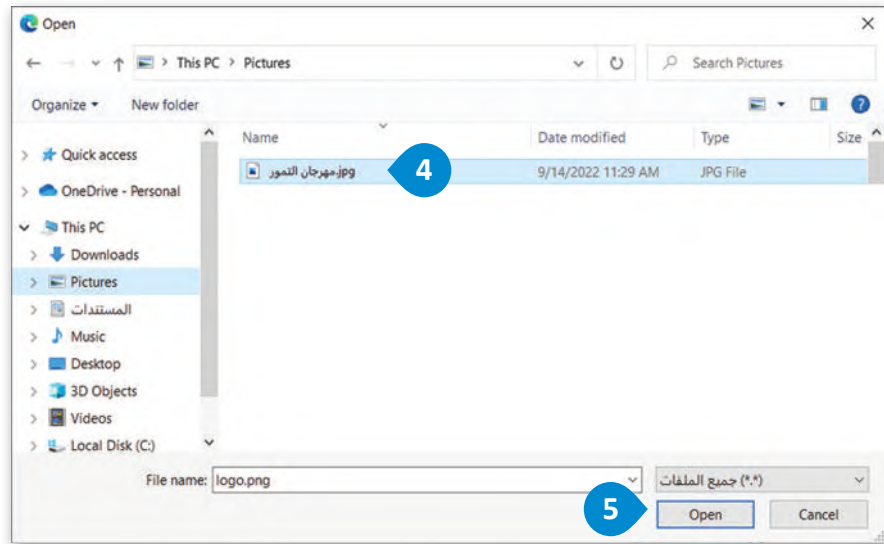 Open
This PC > Pictures
Search Pictures
Organize
New folder
Name
Date modified
Type
Size
مهرجان التمور.jpg
4
9/14/2022 11:29 AM
JPG File
Quick access
OneDrive - Personal
This PC
Downloads
Pictures
المستندات
Music
Desktop
3D Objects
Videos
Local Disk (C:)
File name:
logo.png
جميع الملفات (*.*)
5
Open
Cancel